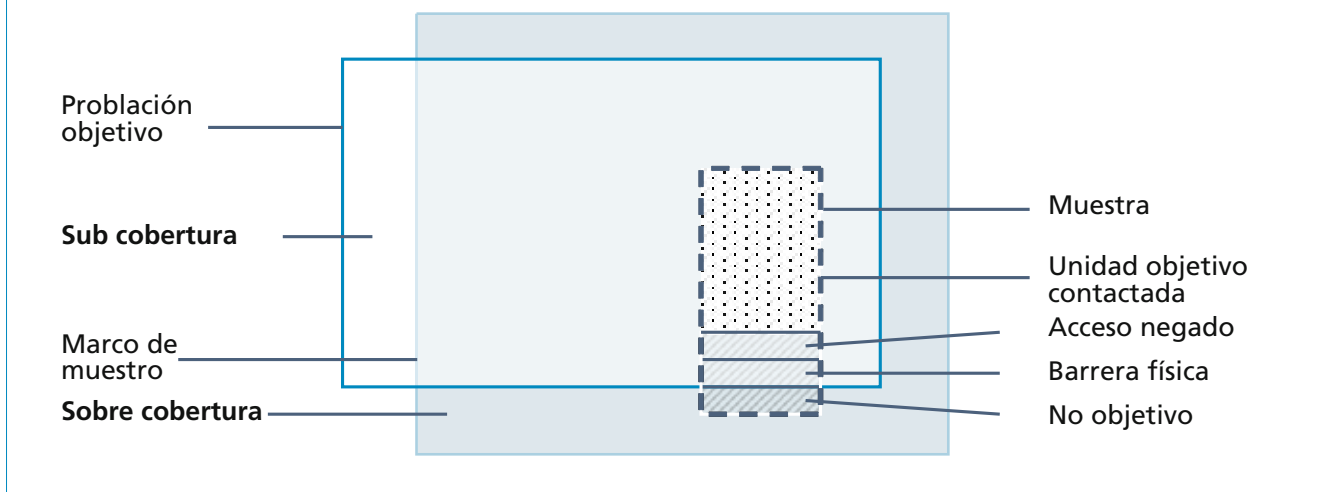 Problación
objetivo
Sub cobertura
Marco de
muestro
Sobre cobertura
Muestra
Unidad objetivo
contactada
Acceso negado
Barrera física
No objetivo